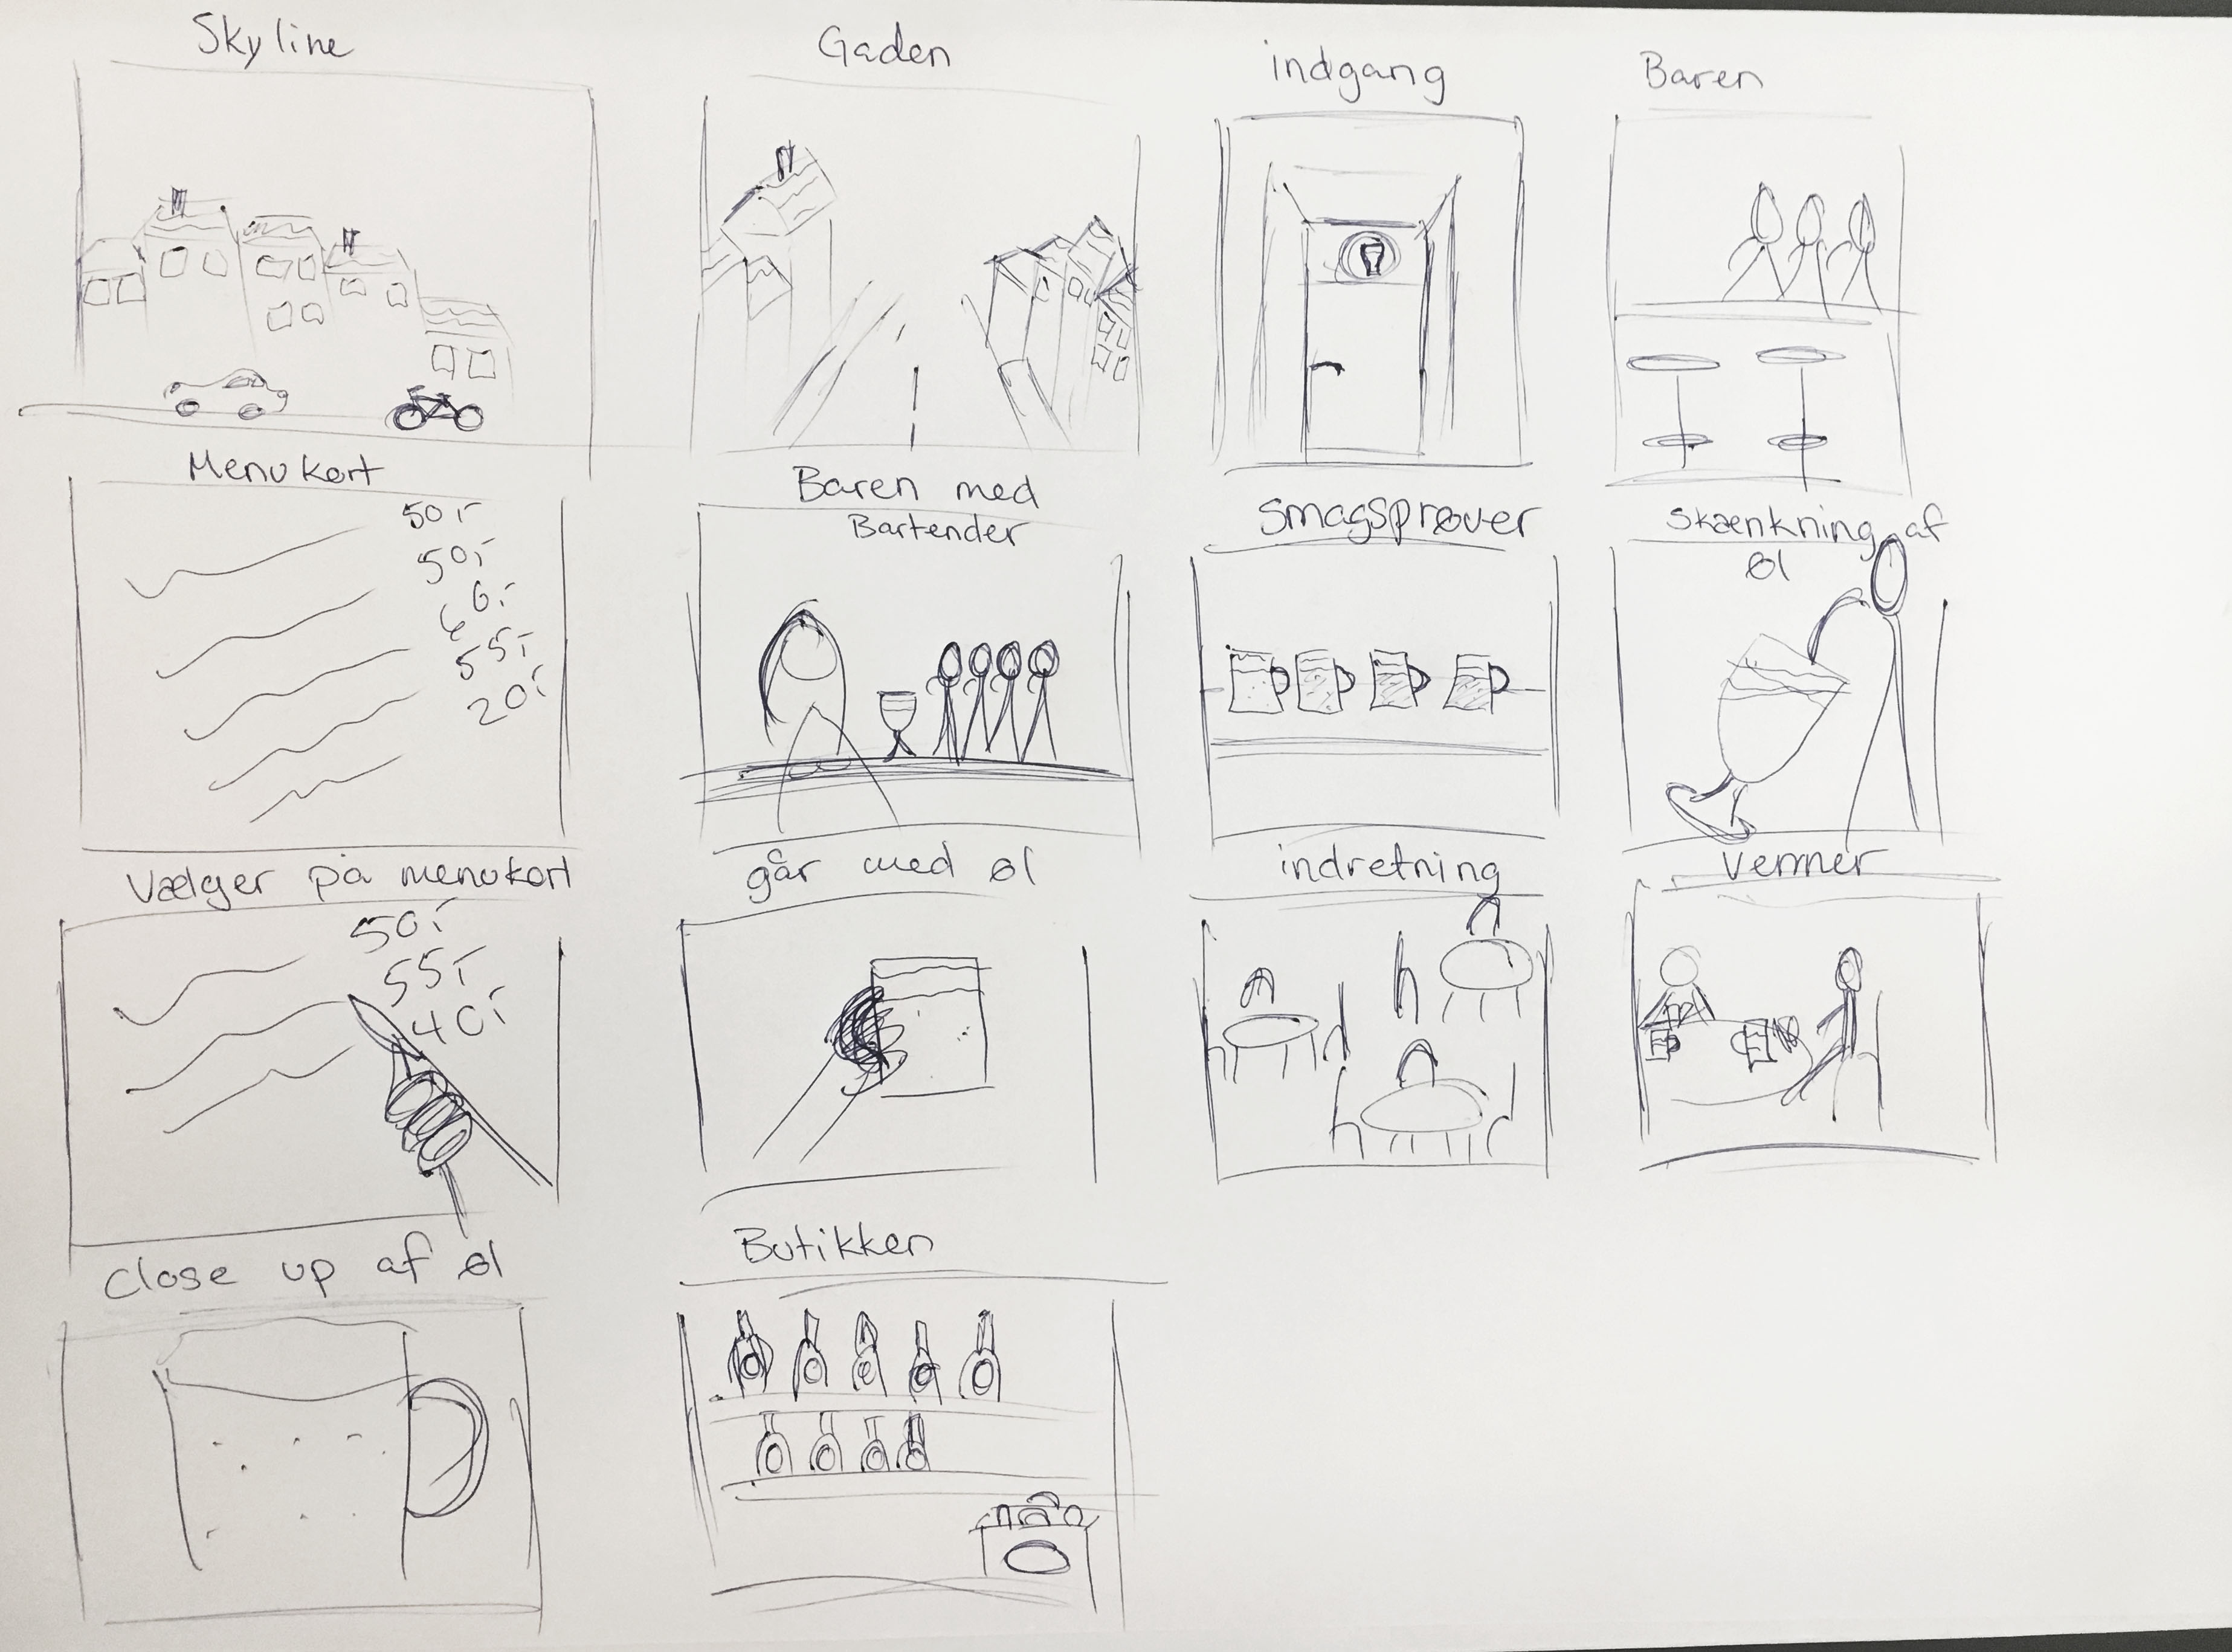 Skyline
Gaden
indgang
Baren
Menukort
50,-
50,-
60,-
55,-
20,-
Baren med
Bartender
Smagsprøver
Skænkning af
øl
Vælger på menukort
50,-
55,-
40,-
går med øl
indretning
Venner
Close up af øl
Butikken